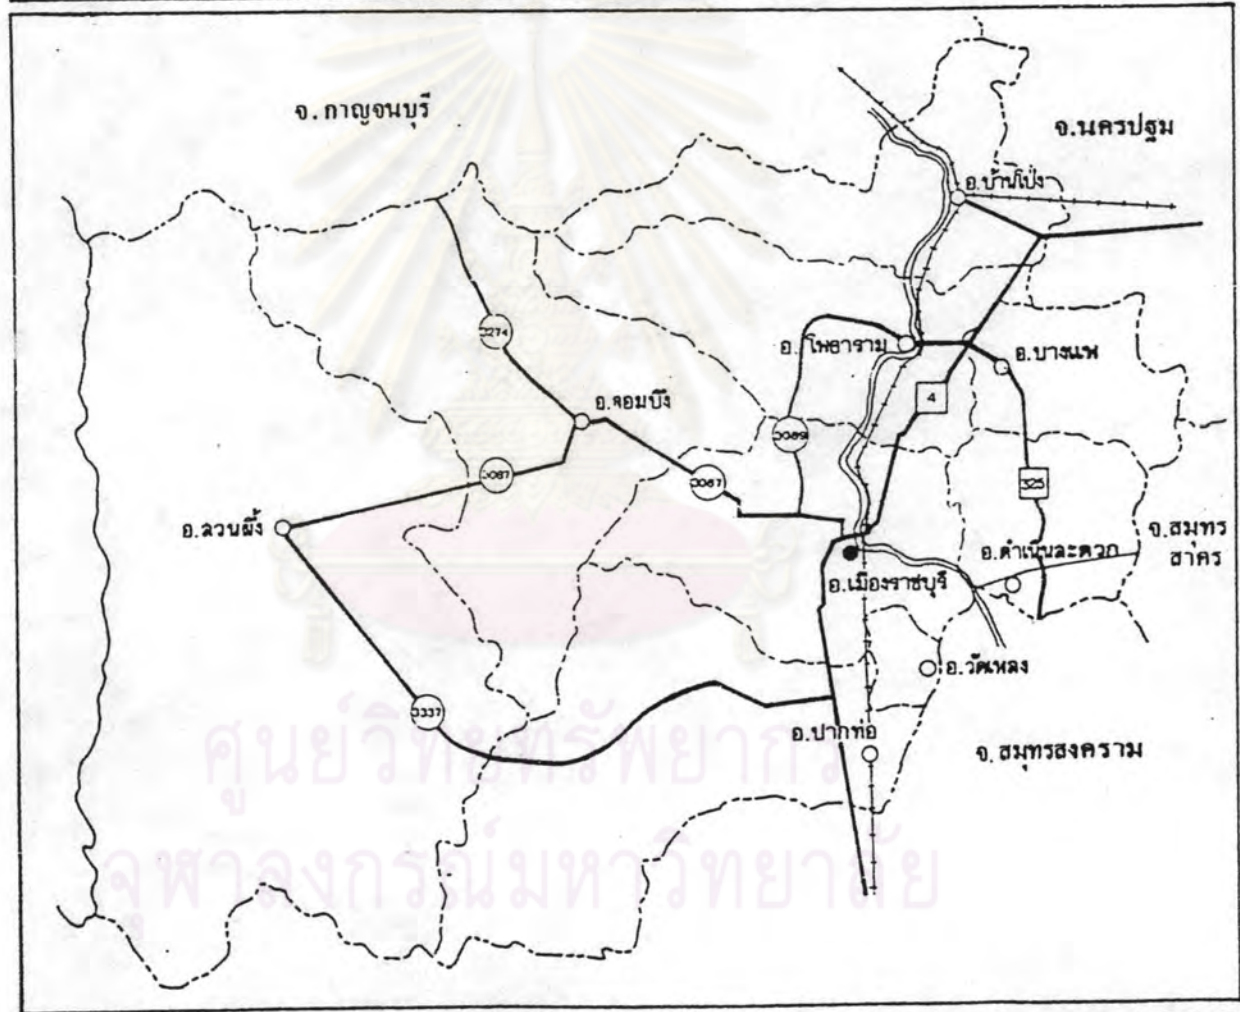 จ.กาญจนบุรี
จ.นครปฐม
อ.บ้านโป่ง
3274
อ.โพธาราม
อ.บางแพ
4
อ.จอมบึง
3089
3087
3087
325
อ.สวนผึ้ง
จ.สมุทร
สาคร
อ.ดำเนินสะดวก
อ.เมืองราชบุรี
อ.วัดเพลง
3337
อ.ปากท่อ
จ.สมุทรสงคราม
ศูนย์วิทยทรัพยากร
จุฬาลงกรณ์มหาวิทยาลัย